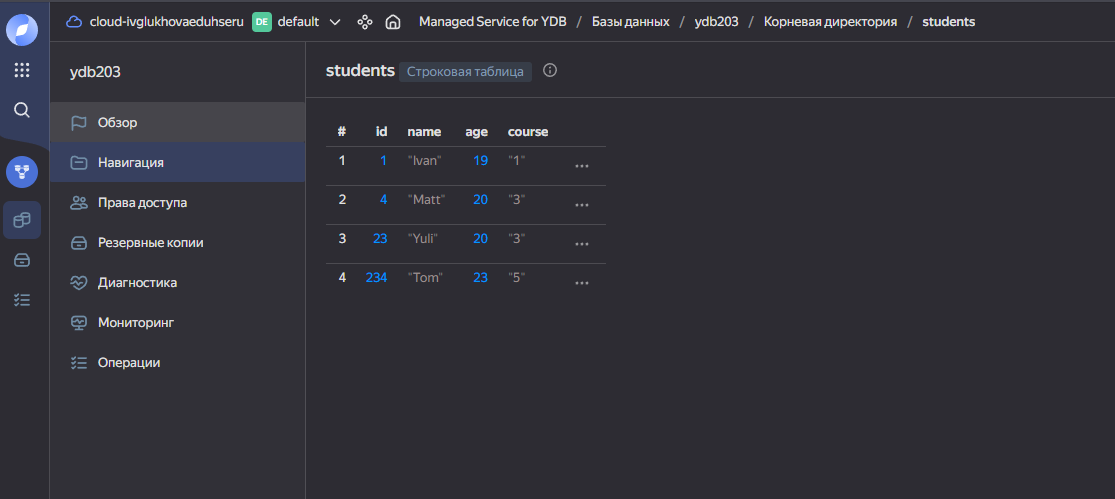 cloud-ivglukhovaeduhseru DE default Managed Service for YDB / Базы данных / ydb203 / Корневая директория / students
ydb203
Обзор
Навигация
Права доступа
Резервные копии
Диагностика
Мониторинг
Операции
students Строковая таблица
# id name age course
1 1 "Ivan" 19 "1" ...
2 4 "Matt" 20 "3" ...
3 23 "Yuli" 20 "3" ...
4 234 "Tom" 23 "5" ...